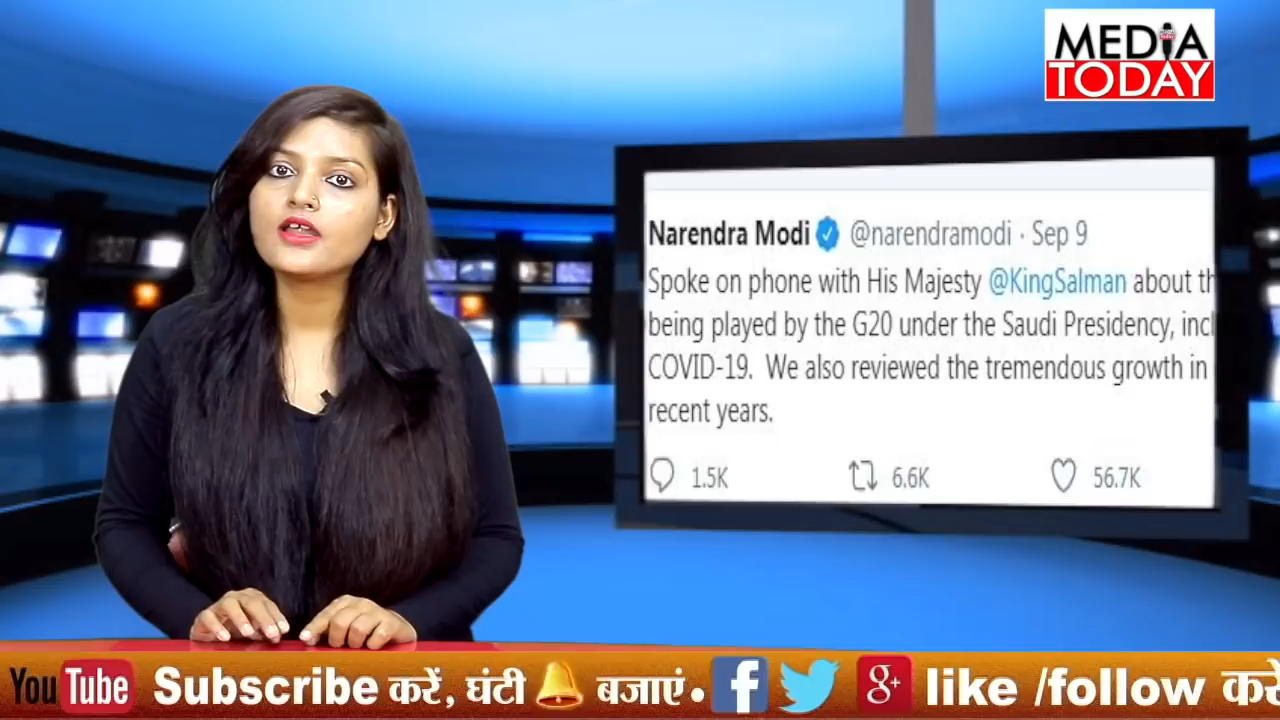 MEDIA
TODAY
Narendra Modi @narendramodi · Sep 9
Spoke on phone with His Majesty @KingSalman about th
being played by the G20 under the Saudi Presidency, incl
COVID-19. We also reviewed the tremendous growth in
recent years.
1.5K 6.6K 56.7K
YouTube Subscribe करें, घंटी बजाएं • f g+ like /follow करें